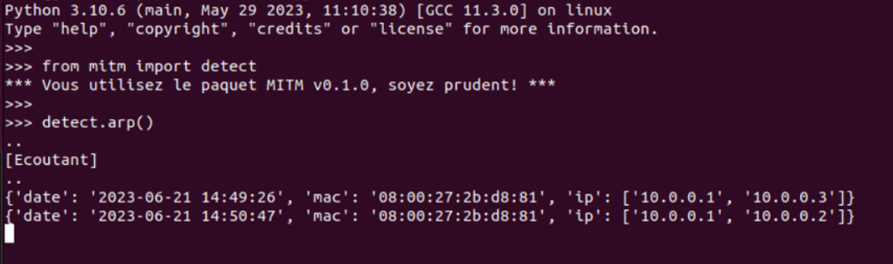 Python 3.10.6 (main, May 29 2023, 11:10:38) [GCC 11.3.0] on linux
Type "help", "copyright", "credits" or "license" for more information.
>>>
>>> from mitm import detect
*** Vous utilisez le paquet MITM v0.1.0, soyez prudent! ***
>>>
>>> detect.arp()
..
[Ecoutant]
..
{'date': '2023-06-21 14:49:26', 'mac': '08:00:27:2b:d8:81', 'ip': ['10.0.0.1', '10.0.0.3']}
{'date': '2023-06-21 14:50:47', 'mac': '08:00:27:2b:d8:81', 'ip': ['10.0.0.1', '10.0.0.2']}